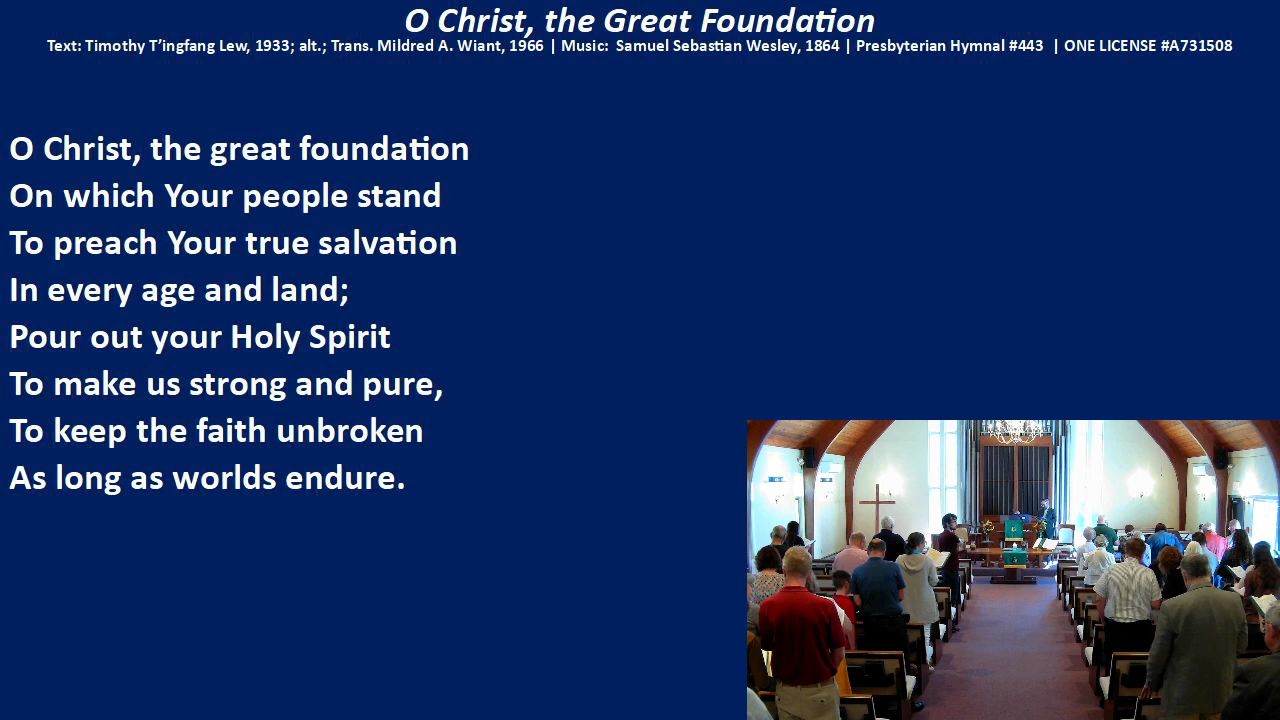 O Christ, the Great Foundation
Text: Timothy T’ingfang Lew, 1933; alt.; Trans. Mildred A. Wiant, 1966 | Music:  Samuel Sebastian Wesley, 1864 | Presbyterian Hymnal #443  | ONE LICENSE #A731508
O Christ, the great foundation
On which Your people stand
To preach Your true salvation
In every age and land;
Pour out your Holy Spirit
To make us strong and pure,
To keep the faith unbroken
As long as worlds endure.